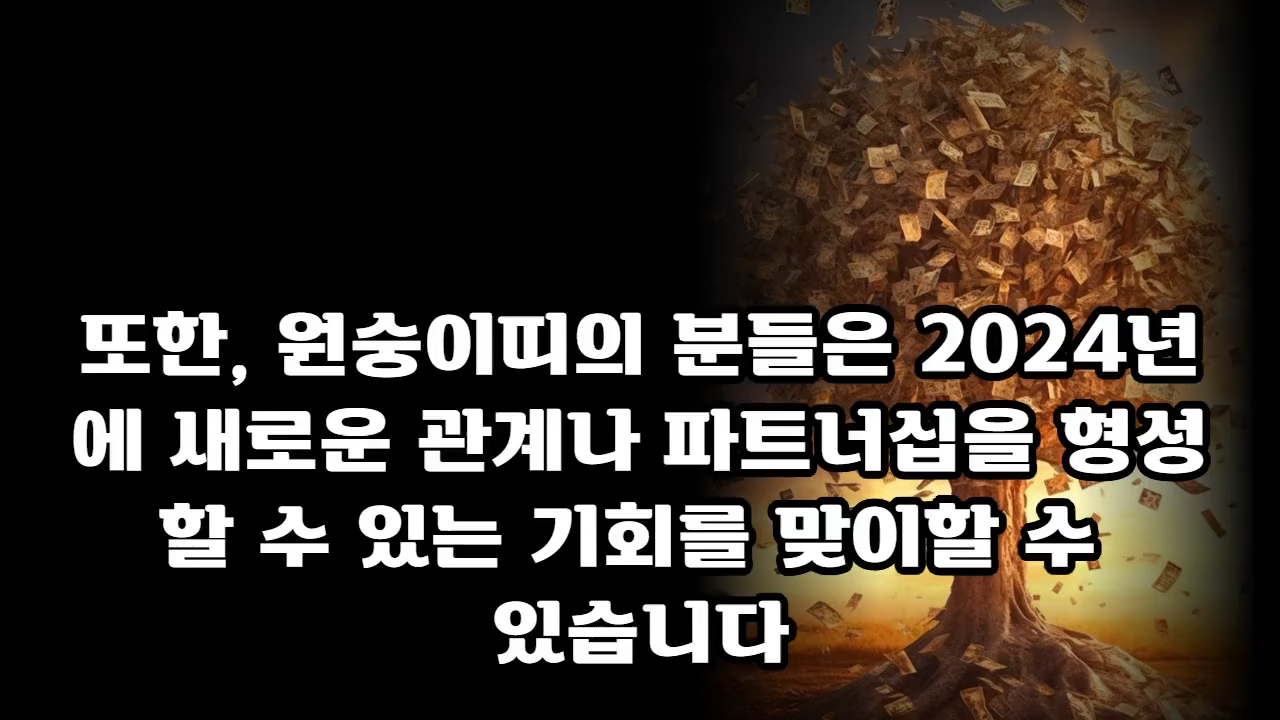 또한, 원숭이띠의 분들은 2024년
에 새로운 관계나 파트너십을 형성
할 수 있는 기회를 맞이할 수
있습니다